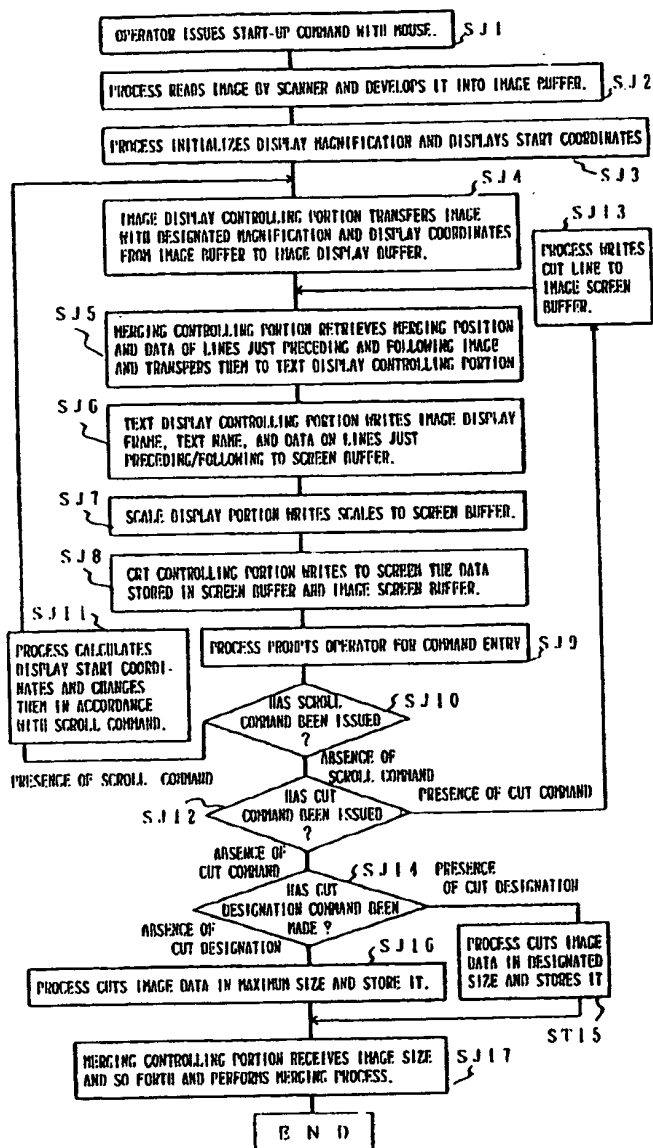 OPERATOR ISSUES START-UP COMMAND WITH MOUSE.
SJ1
PROCESS READS IMAGE BY SCANNER AND DEVELOPS IT INTO IMAGE BUFFER.
SJ2
PROCESS INITIALIZES DISPLAY MAGNIFICATION AND DISPLAYS START COORDINATES
SJ3
SJ4
IMAGE DISPLAY CONTROLLING PORTION TRANSFERS IMAGE
WITH DESIGNATED MAGNIFICATION AND DISPLAY COORDINATES
FROM IMAGE BUFFER TO IMAGE DISPLAY BUFFER.
SJ13
PROCESS WRITES
CUT LINE TO
IMAGE SCREEN
BUFFER.
SJ5
MERGING CONTROLLING PORTION RETRIEVES MERGING POSITION
AND DATA OF LINES JUST PRECEDING AND FOLLOWING IMAGE
AND TRANSFERS THEM TO TEXT DISPLAY CONTROLLING PORTION
SJ6
TEXT DISPLAY CONTROLLING PORTION WRITES IMAGE DISPLAY
FRAME, TEXT NAME, AND DATA ON LINES JUST
PRECEDING/FOLLOWING TO SCREEN BUFFER.
SJ7
SCALE DISPLAY PORTION WRITES SCALES TO SCREEN BUFFER.
SJ8
CRT CONTROLLING PORTION WRITES TO SCREEN THE DATA
STORED IN SCREEN BUFFER AND IMAGE SCREEN BUFFER.
SJ11
PROCESS CALCULATES
DISPLAY START COORDI-
NATES AND CHANGES
THEM IN ACCORDANCE
WITH SCROLL COMMAND.
PROCESS PROMPTS OPERATOR FOR COMMAND ENTRY
SJ9
HAS SCROLL
COMMAND BEEN ISSUED
?
SJ10
PRESENCE OF SCROLL COMMAND
ABSENCE OF
SCROLL COMMAND
SJ12
HAS CUT
COMMAND BEEN ISSUED
?
PRESENCE OF CUT COMMAND
ABSENCE OF
CUT COMMAND
SJ14
HAS CUT
DESIGNATION COMMAND BEEN
MADE ?
PRESENCE
OF CUT DESIGNATION
ABSENCE OF
CUT DESIGNATION
SJ16
PROCESS CUTS IMAGE DATA IN MAXIMUM SIZE AND STORE IT.
PROCESS CUTS IMAGE
DATA IN DESIGNATED
SIZE AND STORES IT
ST15
MERGING CONTROLLING PORTION RECEIVES IMAGE SIZE
AND SO FORTH AND PERFORMS MERGING PROCESS.
SJ17
END